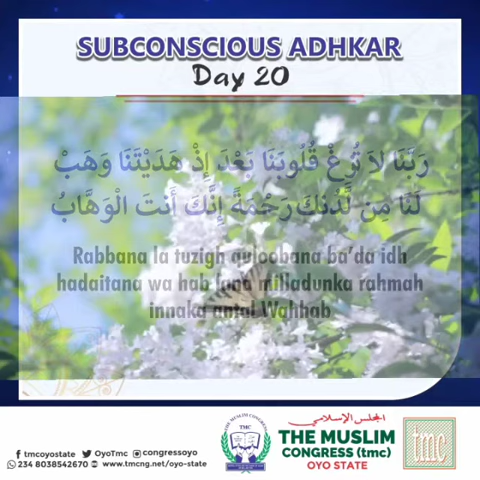 SUBCONSCIOUS ADHKAR
Day 20
رَبَّنَا لاَ تُزِغْ قُلُوبَنَا بَعْدَ إِذْ هَدَيْتَنَا وَهَبْ
لَنَا مِن لَّدُنكَ رَحْمَةً إِنَّكَ أَنتَ الْوَهَّابُ
Rabbana la tuzigh quloobana ba'da idh
hadaitana wa hab lana milladunka rahmah
innaka antal Wahhab
المجلس الإسلامي
THE MUSLIM
CONGRESS (tmc)
OYO STATE
THE MUSLIM CONGRESS
TMC
tmc
tmcoyostate OyoTmc congressoyo
234 8038542670 www.tmcng.net/oyo-state